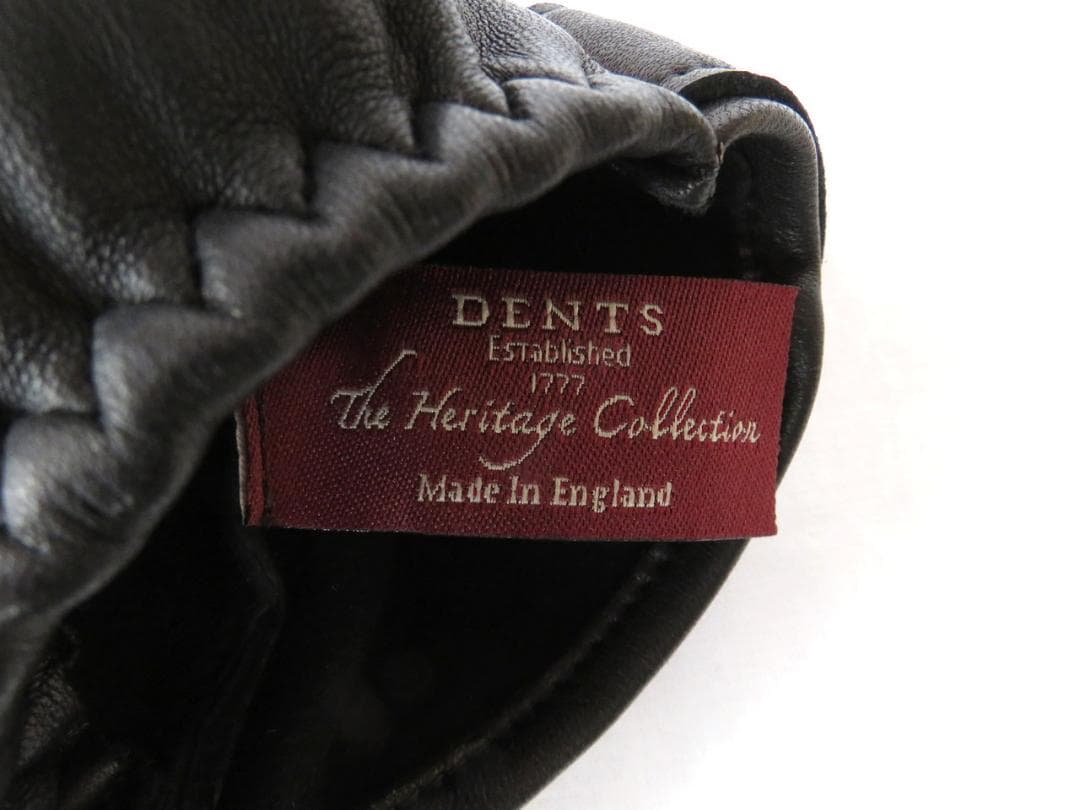 DENTS
Established
1777
The Heritage Collection
Made In England